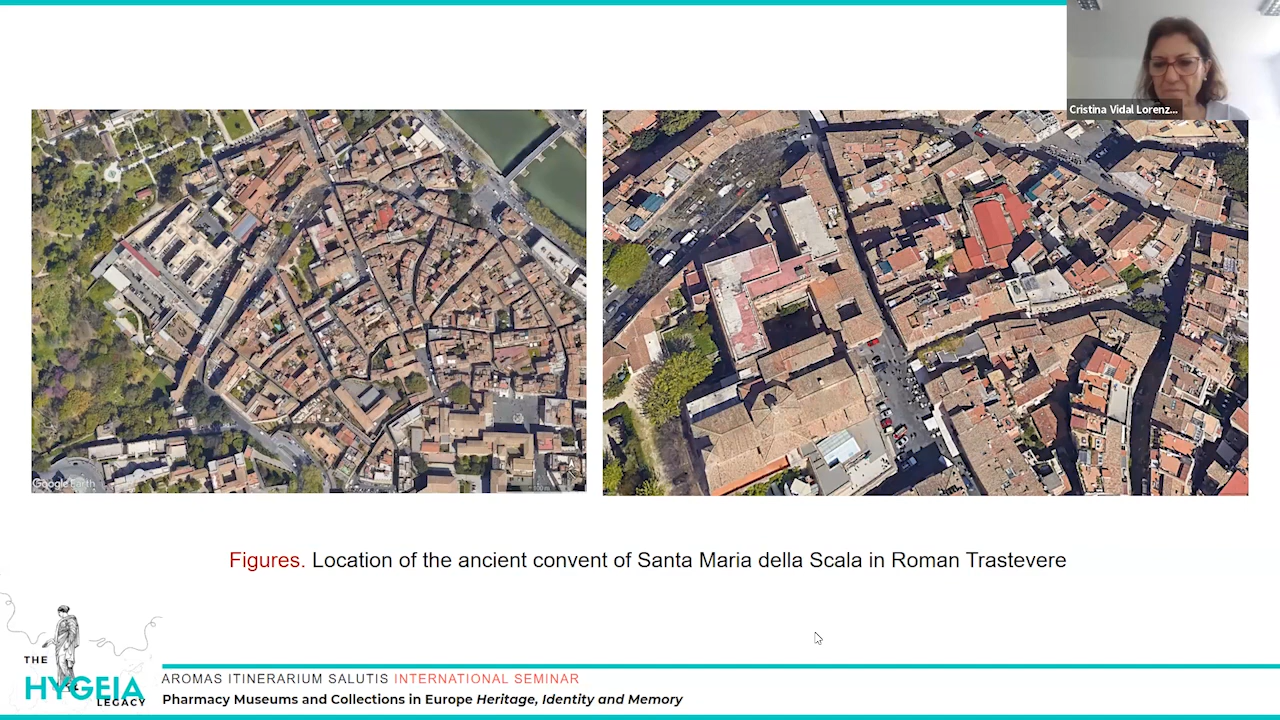 Cristina Vidal Lorenz...
Google Earth
Figures. Location of the ancient convent of Santa Maria della Scala in Roman Trastevere
THE
HYGEIA
LEGACY
AROMAS ITINERARIUM SALUTIS INTERNATIONAL SEMINAR
Pharmacy Museums and Collections in Europe Heritage, Identity and Memory